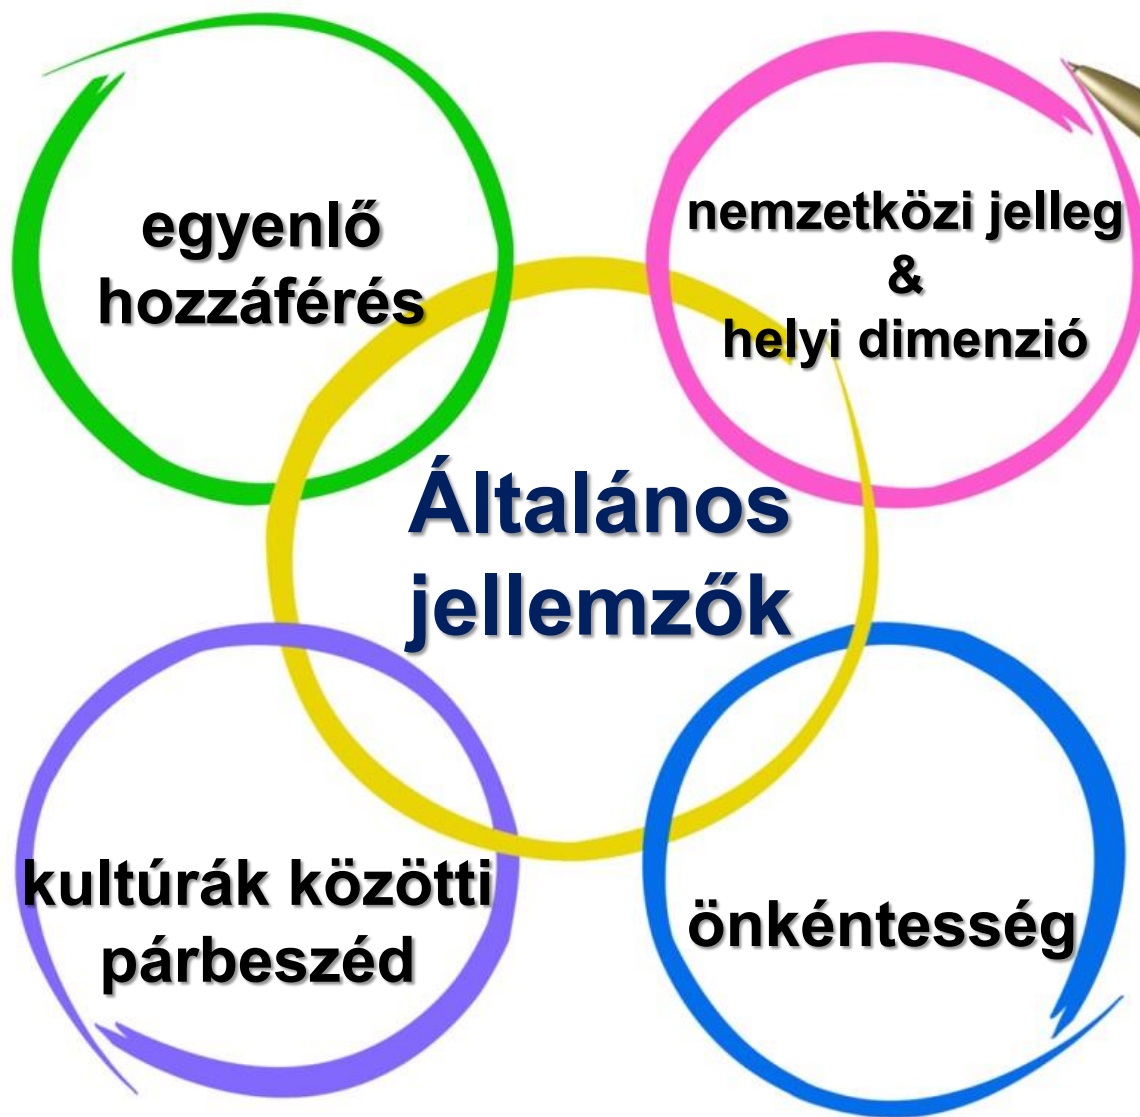 egyenlő
hozzáférés
nemzetközi jelleg
&
helyi dimenzió
Általános
jellemzők
kultúrák közötti
párbeszéd
önkéntesség